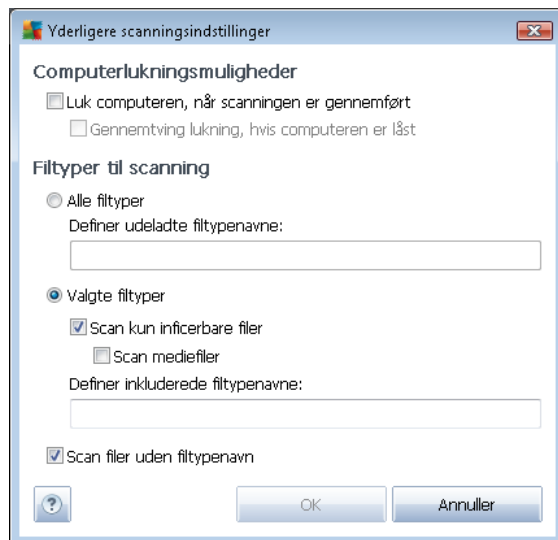 Yderligere scanningsindstillinger
Computerlukningsmuligheder
Luk computeren, når scanningen er gennemført
Gennemtving lukning, hvis computeren er låst
Filtyper til scanning
Alle filtyper
Definer udeladte filtypenavne:
Valgte filtyper
Scan kun inficerbare filer
Scan mediefiler
Definer inkluderede filtypenavne:
Scan filer uden filtypenavn
?
OK
Annuller